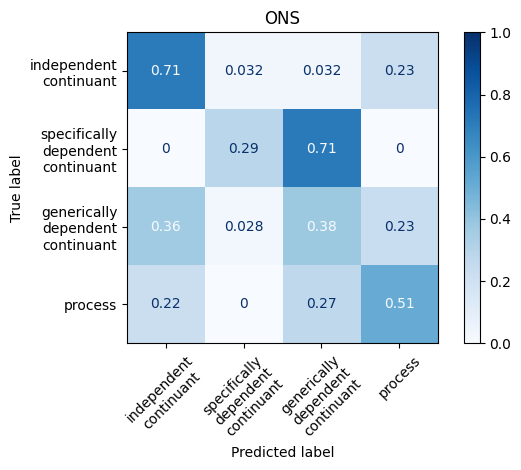 ONS
True label
independent
continuant
0.71 0.032 0.032 0.23
specifically
dependent
continuant
0 0.29 0.71 0
generically
dependent
continuant
0.36 0.028 0.38 0.23
process
0.22 0 0.27 0.51
independent
continuant
specifically
dependent
continuant
generically
dependent
continuant
process
Predicted label
1.0
0.8
0.6
0.4
0.2
0.0